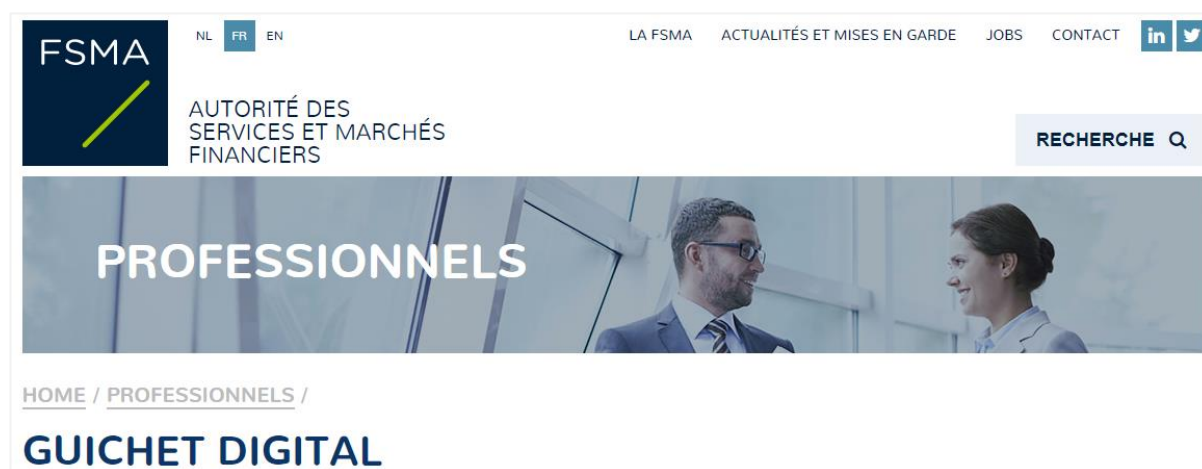 FSMA
NL FR EN
LA FSMA ACTUALITÉS ET MISES EN GARDE JOBS CONTACT in
AUTORITÉ DES
SERVICES ET MARCHÉS
FINANCIERS
RECHERCHE
PROFESSIONNELS
HOME / PROFESSIONNELS /
GUICHET DIGITAL